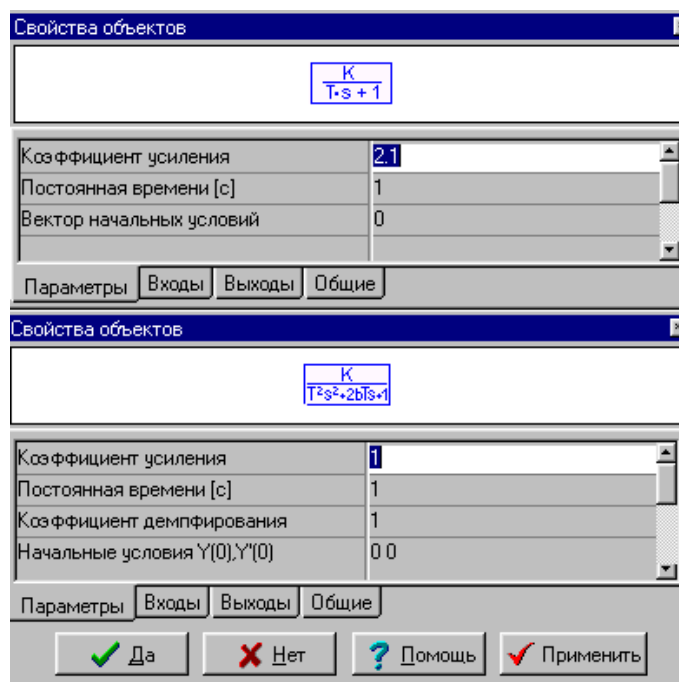 Свойства объектов
K
T·s + 1
Коэффициент усиления 2.1
Постоянная времени [с] 1
Вектор начальных условий 0
Параметры Входы Выходы Общие
Свойства объектов
K
T²s²+2bTs+1
Коэффициент усиления 1
Постоянная времени [с] 1
Коэффициент демпфирования 1
Начальные условия Y(0),Y'(0) 0 0
Параметры Входы Выходы Общие
Да Нет Помощь Применить